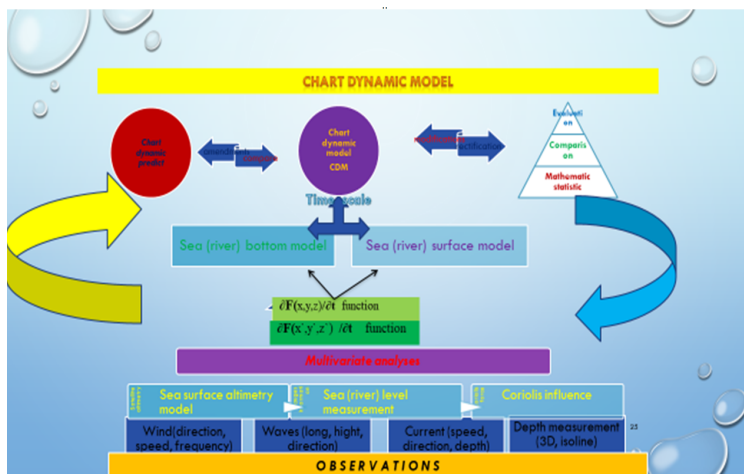 CHART DYNAMIC MODEL
Chart
dynamic
predict
Chart
dynamic
model
CDM
Evaluati
on
Comparis
on
Mathematic
statistic
Time scale
Sea (river) bottom model
Sea (river) surface model
∂F(x,y,z)/∂t function
∂F(x`,y`,z`) /∂t function
Multivariate analyses
Sea surface altimetry
model
Sea (river) level
measurement
Coriolis influence
Wind(direction,
speed, frequency)
Waves (long, hight,
direction)
Current (speed,
direction, depth)
Depth measurement
(3D, isoline)
25
OBSERVATIONS